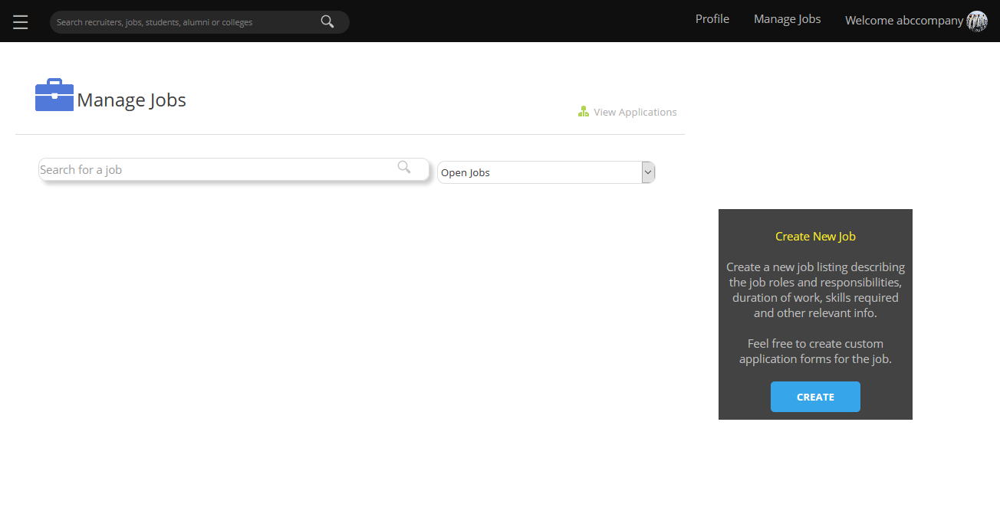 Search recruiters, jobs, students, alumni or colleges
Profile
Manage Jobs
Welcome abccompany
Manage Jobs
View Applications
Search for a job
Open Jobs
Create New Job
Create a new job listing describing
the job roles and responsibilities,
duration of work, skills required
and other relevant info.
Feel free to create custom
application forms for the job.
CREATE